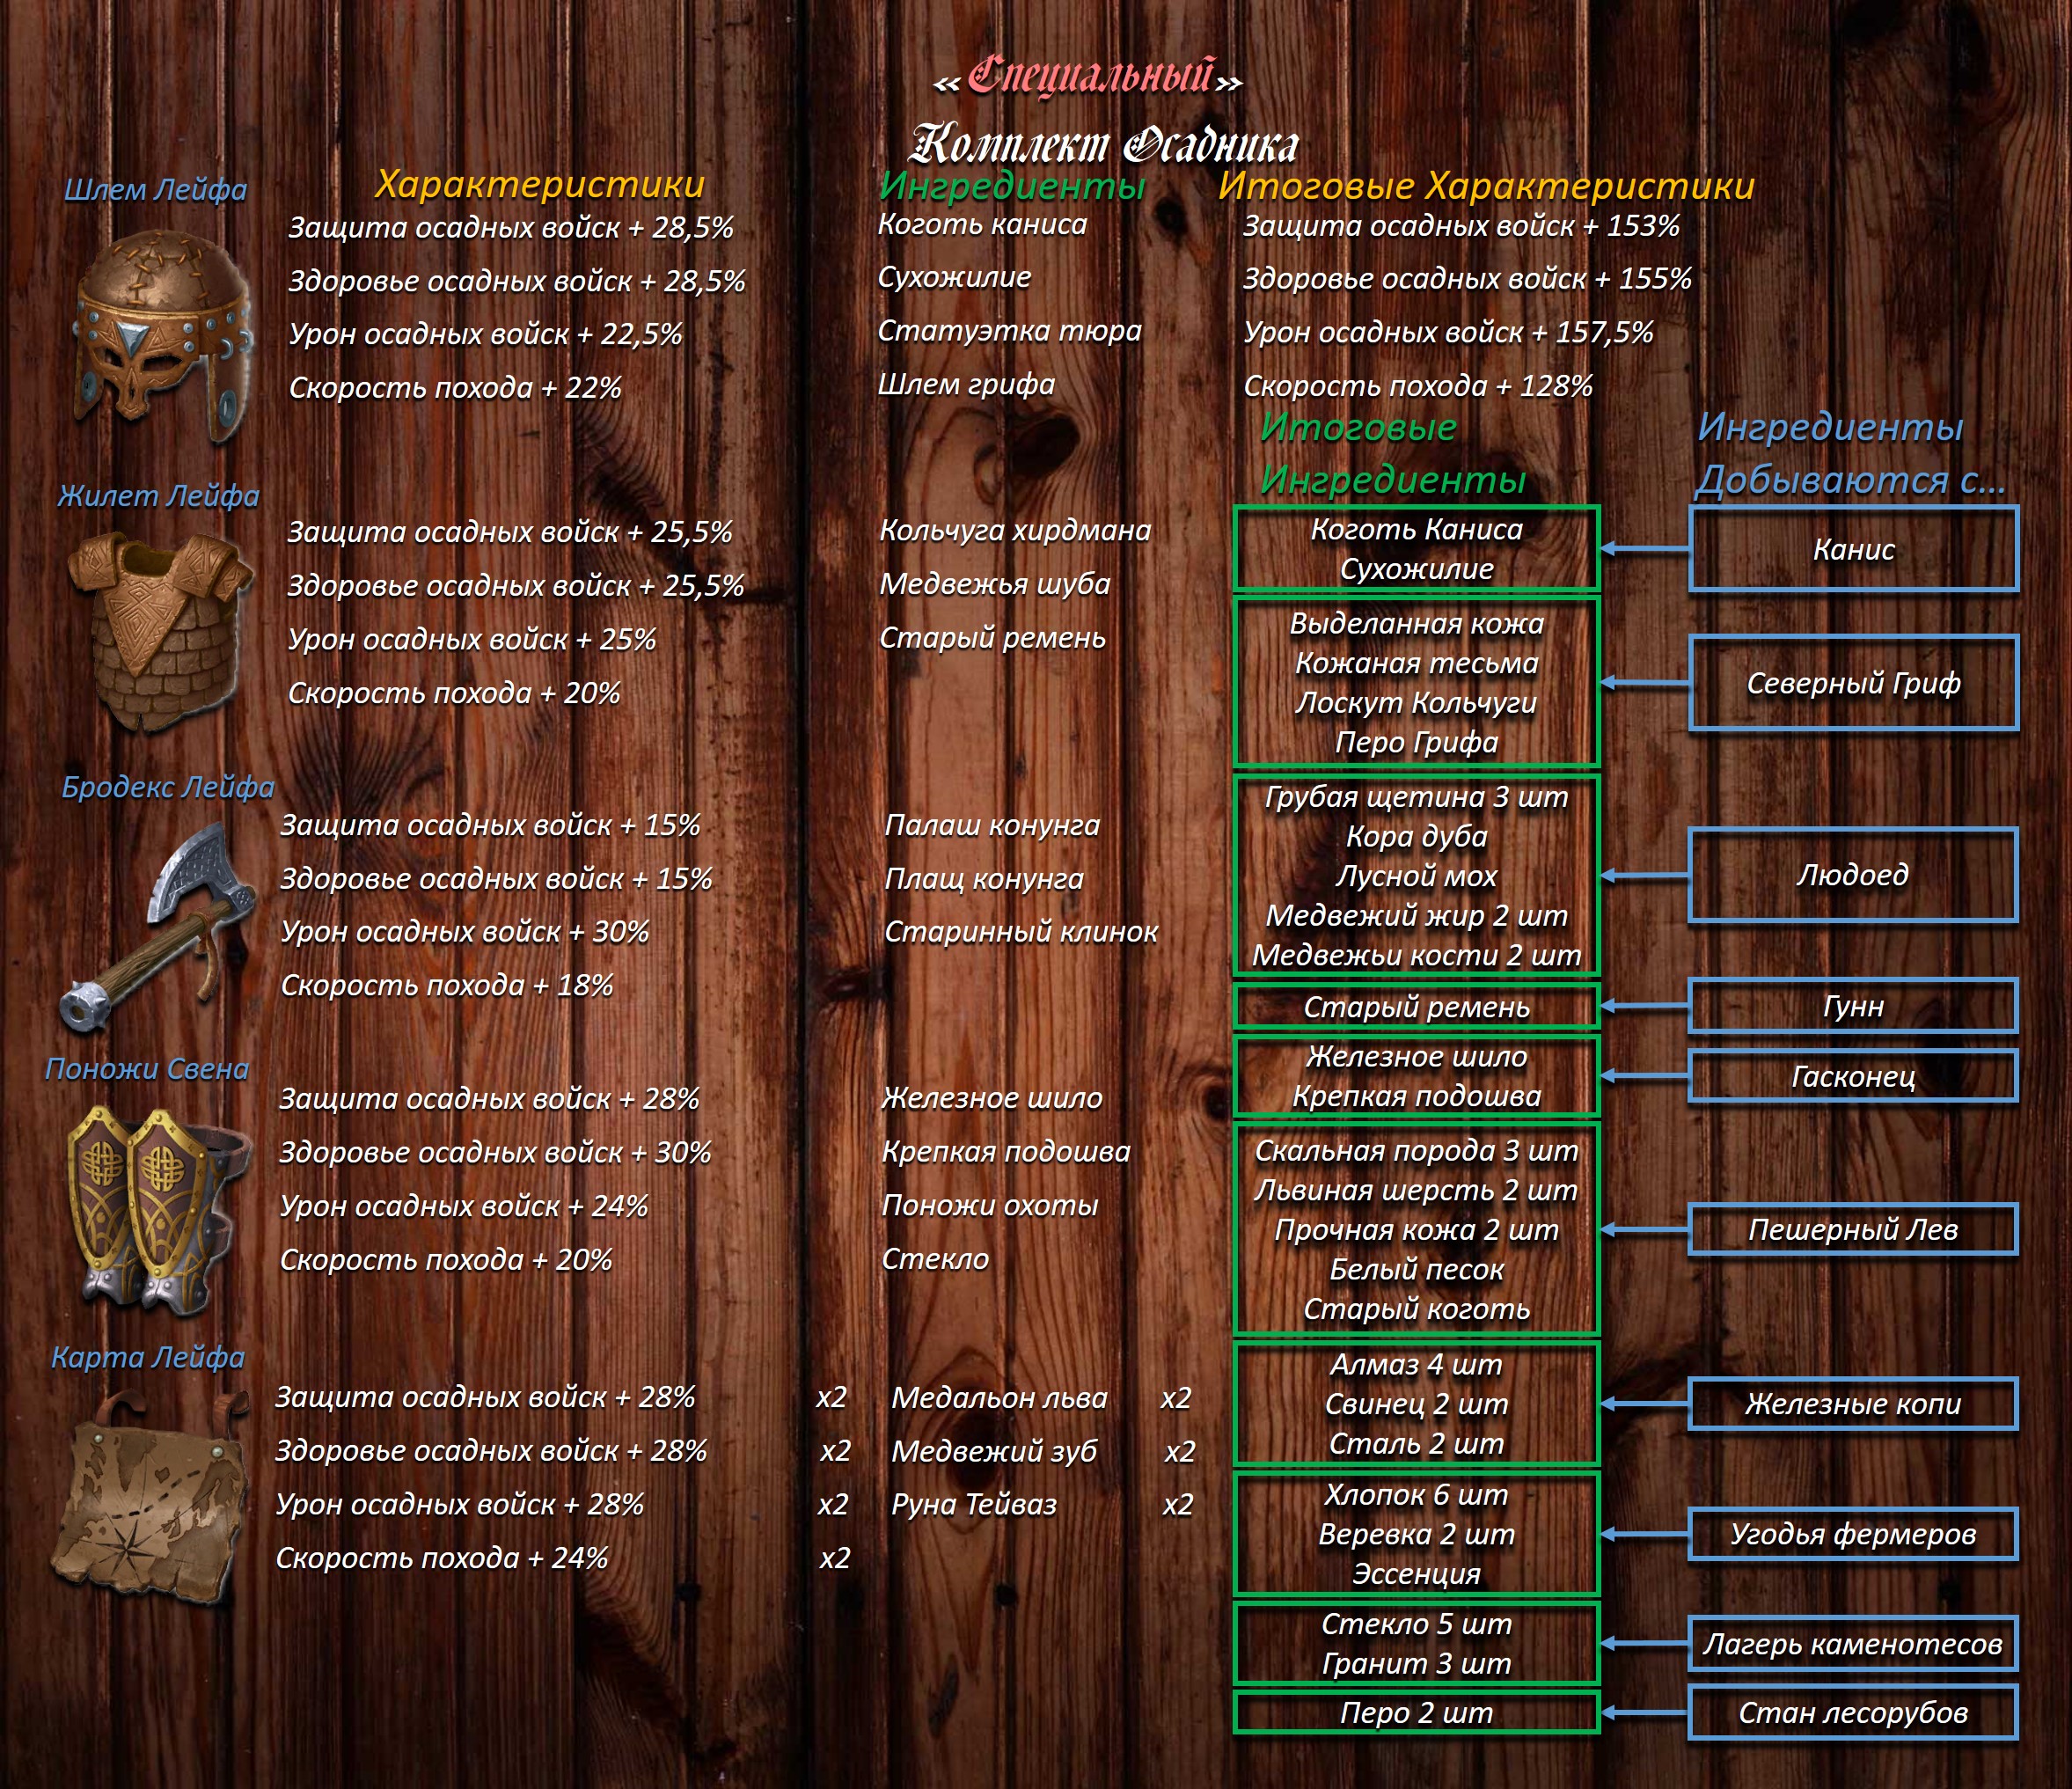 «Специальный»
Комплект Осадника
Шлем Лейфа
Характеристики
Ингредиенты
Итоговые Характеристики
Защита осадных войск + 28,5%
Здоровье осадных войск + 28,5%
Урон осадных войск + 22,5%
Скорость похода + 22%
Коготь каниса
Сухожилие
Статуэтка тюра
Шлем грифа
Защита осадных войск + 153%
Здоровье осадных войск + 155%
Урон осадных войск + 157,5%
Скорость похода + 128%
Жилет Лейфа
Защита осадных войск + 25,5%
Здоровье осадных войск + 25,5%
Урон осадных войск + 25%
Скорость похода + 20%
Кольчуга хирдмана
Медвежья шуба
Старый ремень
Бродекс Лейфа
Защита осадных войск + 15%
Здоровье осадных войск + 15%
Урон осадных войск + 30%
Скорость похода + 18%
Палаш конунга
Плащ конунга
Старинный клинок
Поножи Свена
Защита осадных войск + 28%
Здоровье осадных войск + 30%
Урон осадных войск + 24%
Скорость похода + 20%
Железное шило
Крепкая подошва
Поножи охоты
Стекло
Карта Лейфа
Защита осадных войск + 28% x2
Здоровье осадных войск + 28% x2
Урон осадных войск + 28% x2
Скорость похода + 24% x2
Медальон льва x2
Медвежий зуб x2
Руна Тейваз x2
Итоговые
Ингредиенты
Ингредиенты
Добываются с...
Коготь Каниса
Сухожилие
Канис
Выделанная кожа
Кожаная тесьма
Лоскут Кольчуги
Перо Грифа
Северный Гриф
Грубая щетина 3 шт
Кора дуба
Лусной мох
Медвежий жир 2 шт
Медвежьи кости 2 шт
Людоед
Старый ремень
Гунн
Железное шило
Крепкая подошва
Гасконец
Скальная порода 3 шт
Львиная шерсть 2 шт
Прочная кожа 2 шт
Белый песок
Старый коготь
Пешерный Лев
Алмаз 4 шт
Свинец 2 шт
Сталь 2 шт
Железные копи
Хлопок 6 шт
Веревка 2 шт
Эссенция
Угодья фермеров
Стекло 5 шт
Гранит 3 шт
Лагерь каменотесов
Перо 2 шт
Стан лесорубов